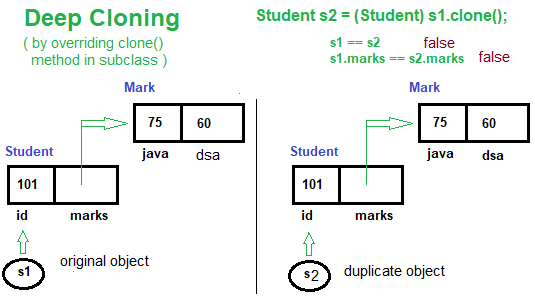 Deep Cloning
( by overriding clone()
method in subclass )
Student s2 = (Student) s1.clone();
s1 == s2 false
s1.marks == s2.marks false
Mark
75 60
java dsa
Student
101
id marks
s1
original object
Mark
75 60
java dsa
Student
101
id marks
s2
duplicate object